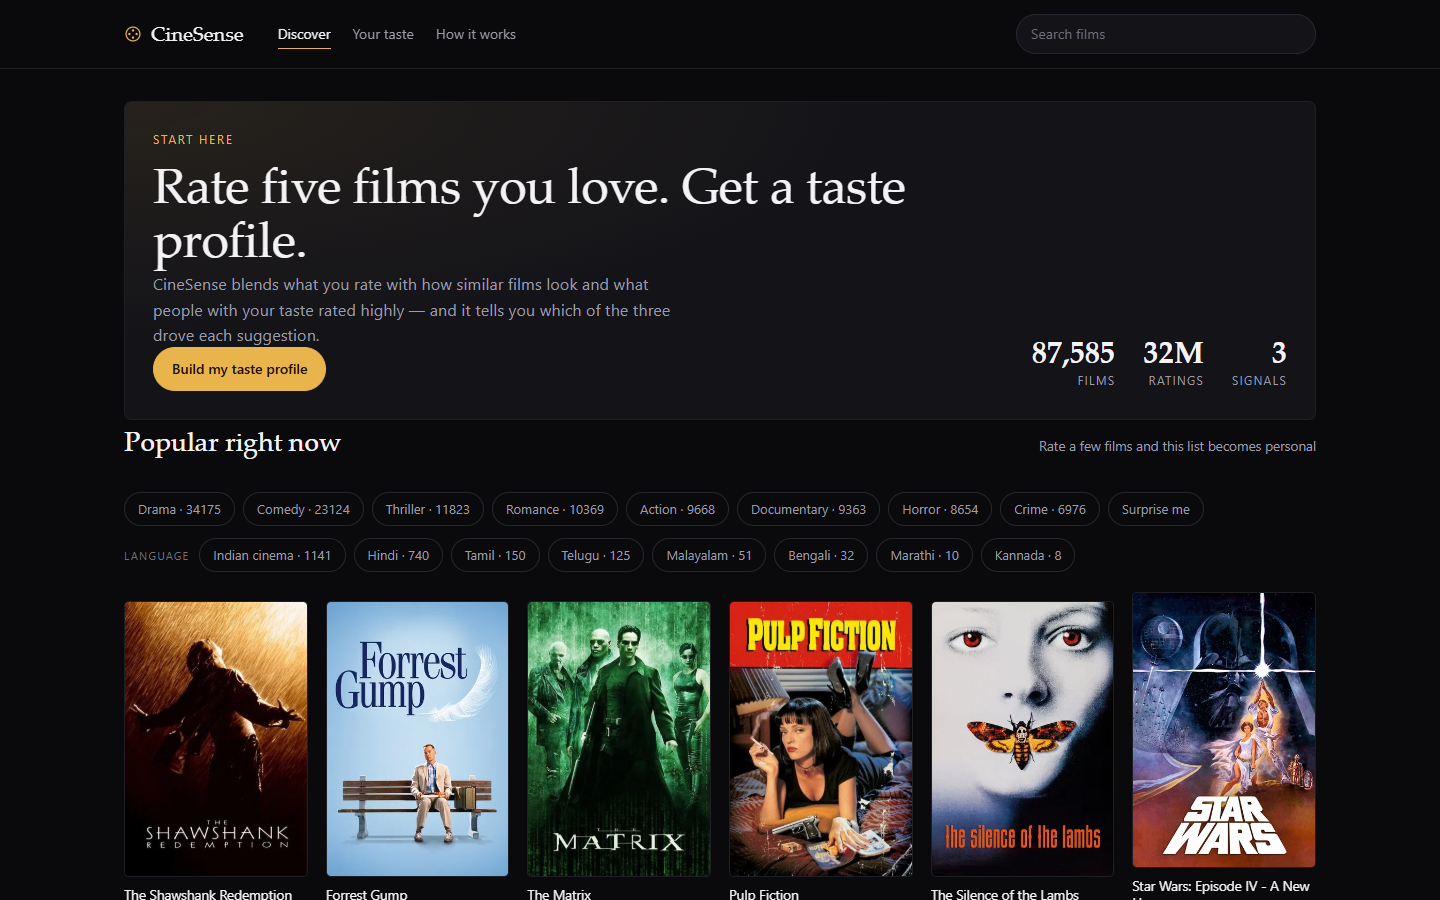 CineSense
Discover
Your taste
How it works
Search films
START HERE
Rate five films you love. Get a taste
profile.
CineSense blends what you rate with how similar films look and what
people with your taste rated highly — and it tells you which of the three
drove each suggestion.
Build my taste profile
87,585
FILMS
32M
RATINGS
3
SIGNALS
Popular right now
Rate a few films and this list becomes personal
Drama · 34175
Comedy · 23124
Thriller · 11823
Romance · 10369
Action · 9668
Documentary · 9363
Horror · 8654
Crime · 6976
Surprise me
LANGUAGE
Indian cinema · 1141
Hindi · 740
Tamil · 150
Telugu · 125
Malayalam · 51
Bengali · 32
Marathi · 10
Kannada · 8
THE
SHAWSHANK
REDEMPTION
Forrest
Gump
THE
MATRIX
PULP FICTION
the silence of the lambs
STAR
WARS
The Shawshank Redemption
Forrest Gump
The Matrix
Pulp Fiction
The Silence of the Lambs
Star Wars: Episode IV - A New